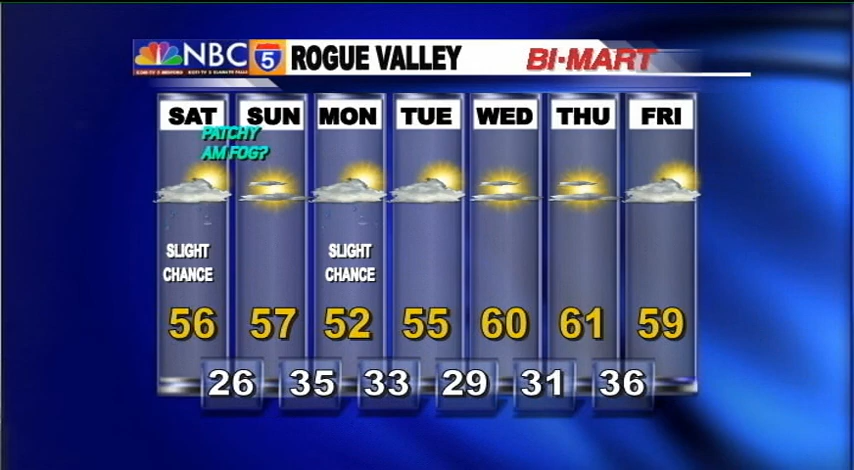 NBC 5 ROGUE VALLEY BI-MART
SAT SUN MON TUE WED THU FRI
PATCHY
AM FOG?
SLIGHT
CHANCE
SLIGHT
CHANCE
56 57 52 55 60 61 59
26 35 33 29 31 36